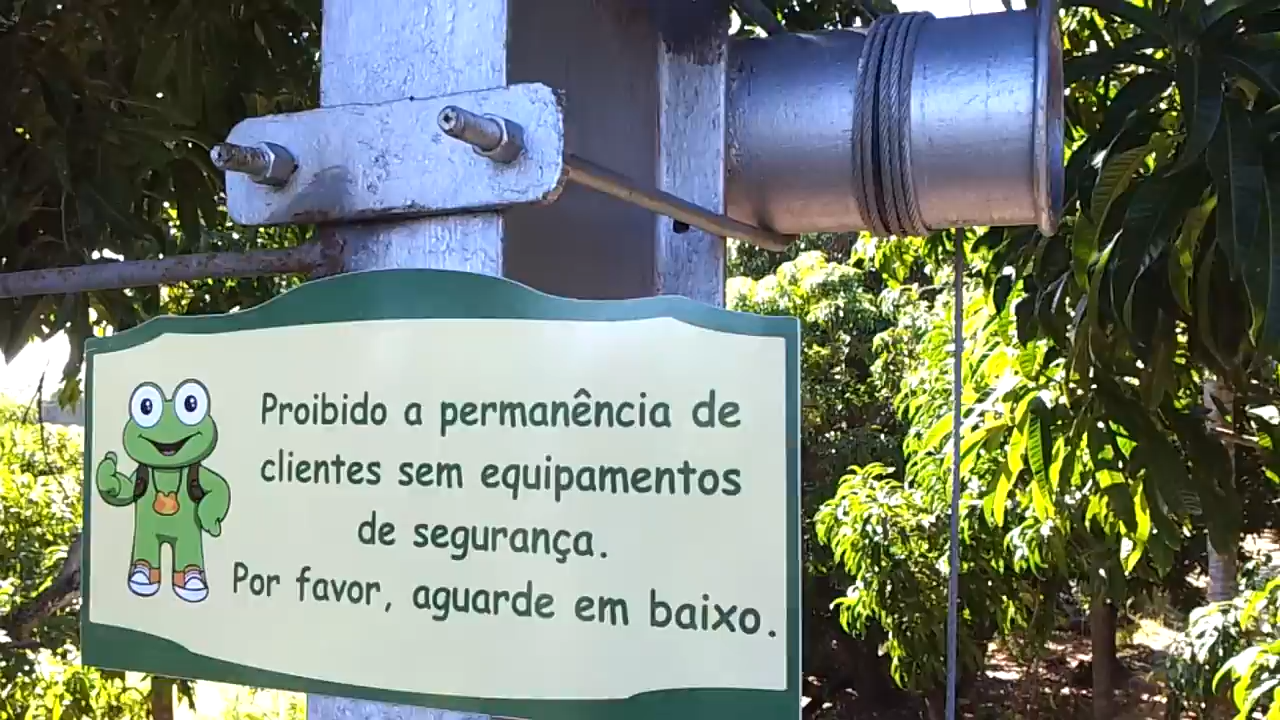 Proibido a permanência de
clientes sem equipamentos
de segurança.
Por favor, aguarde em baixo.